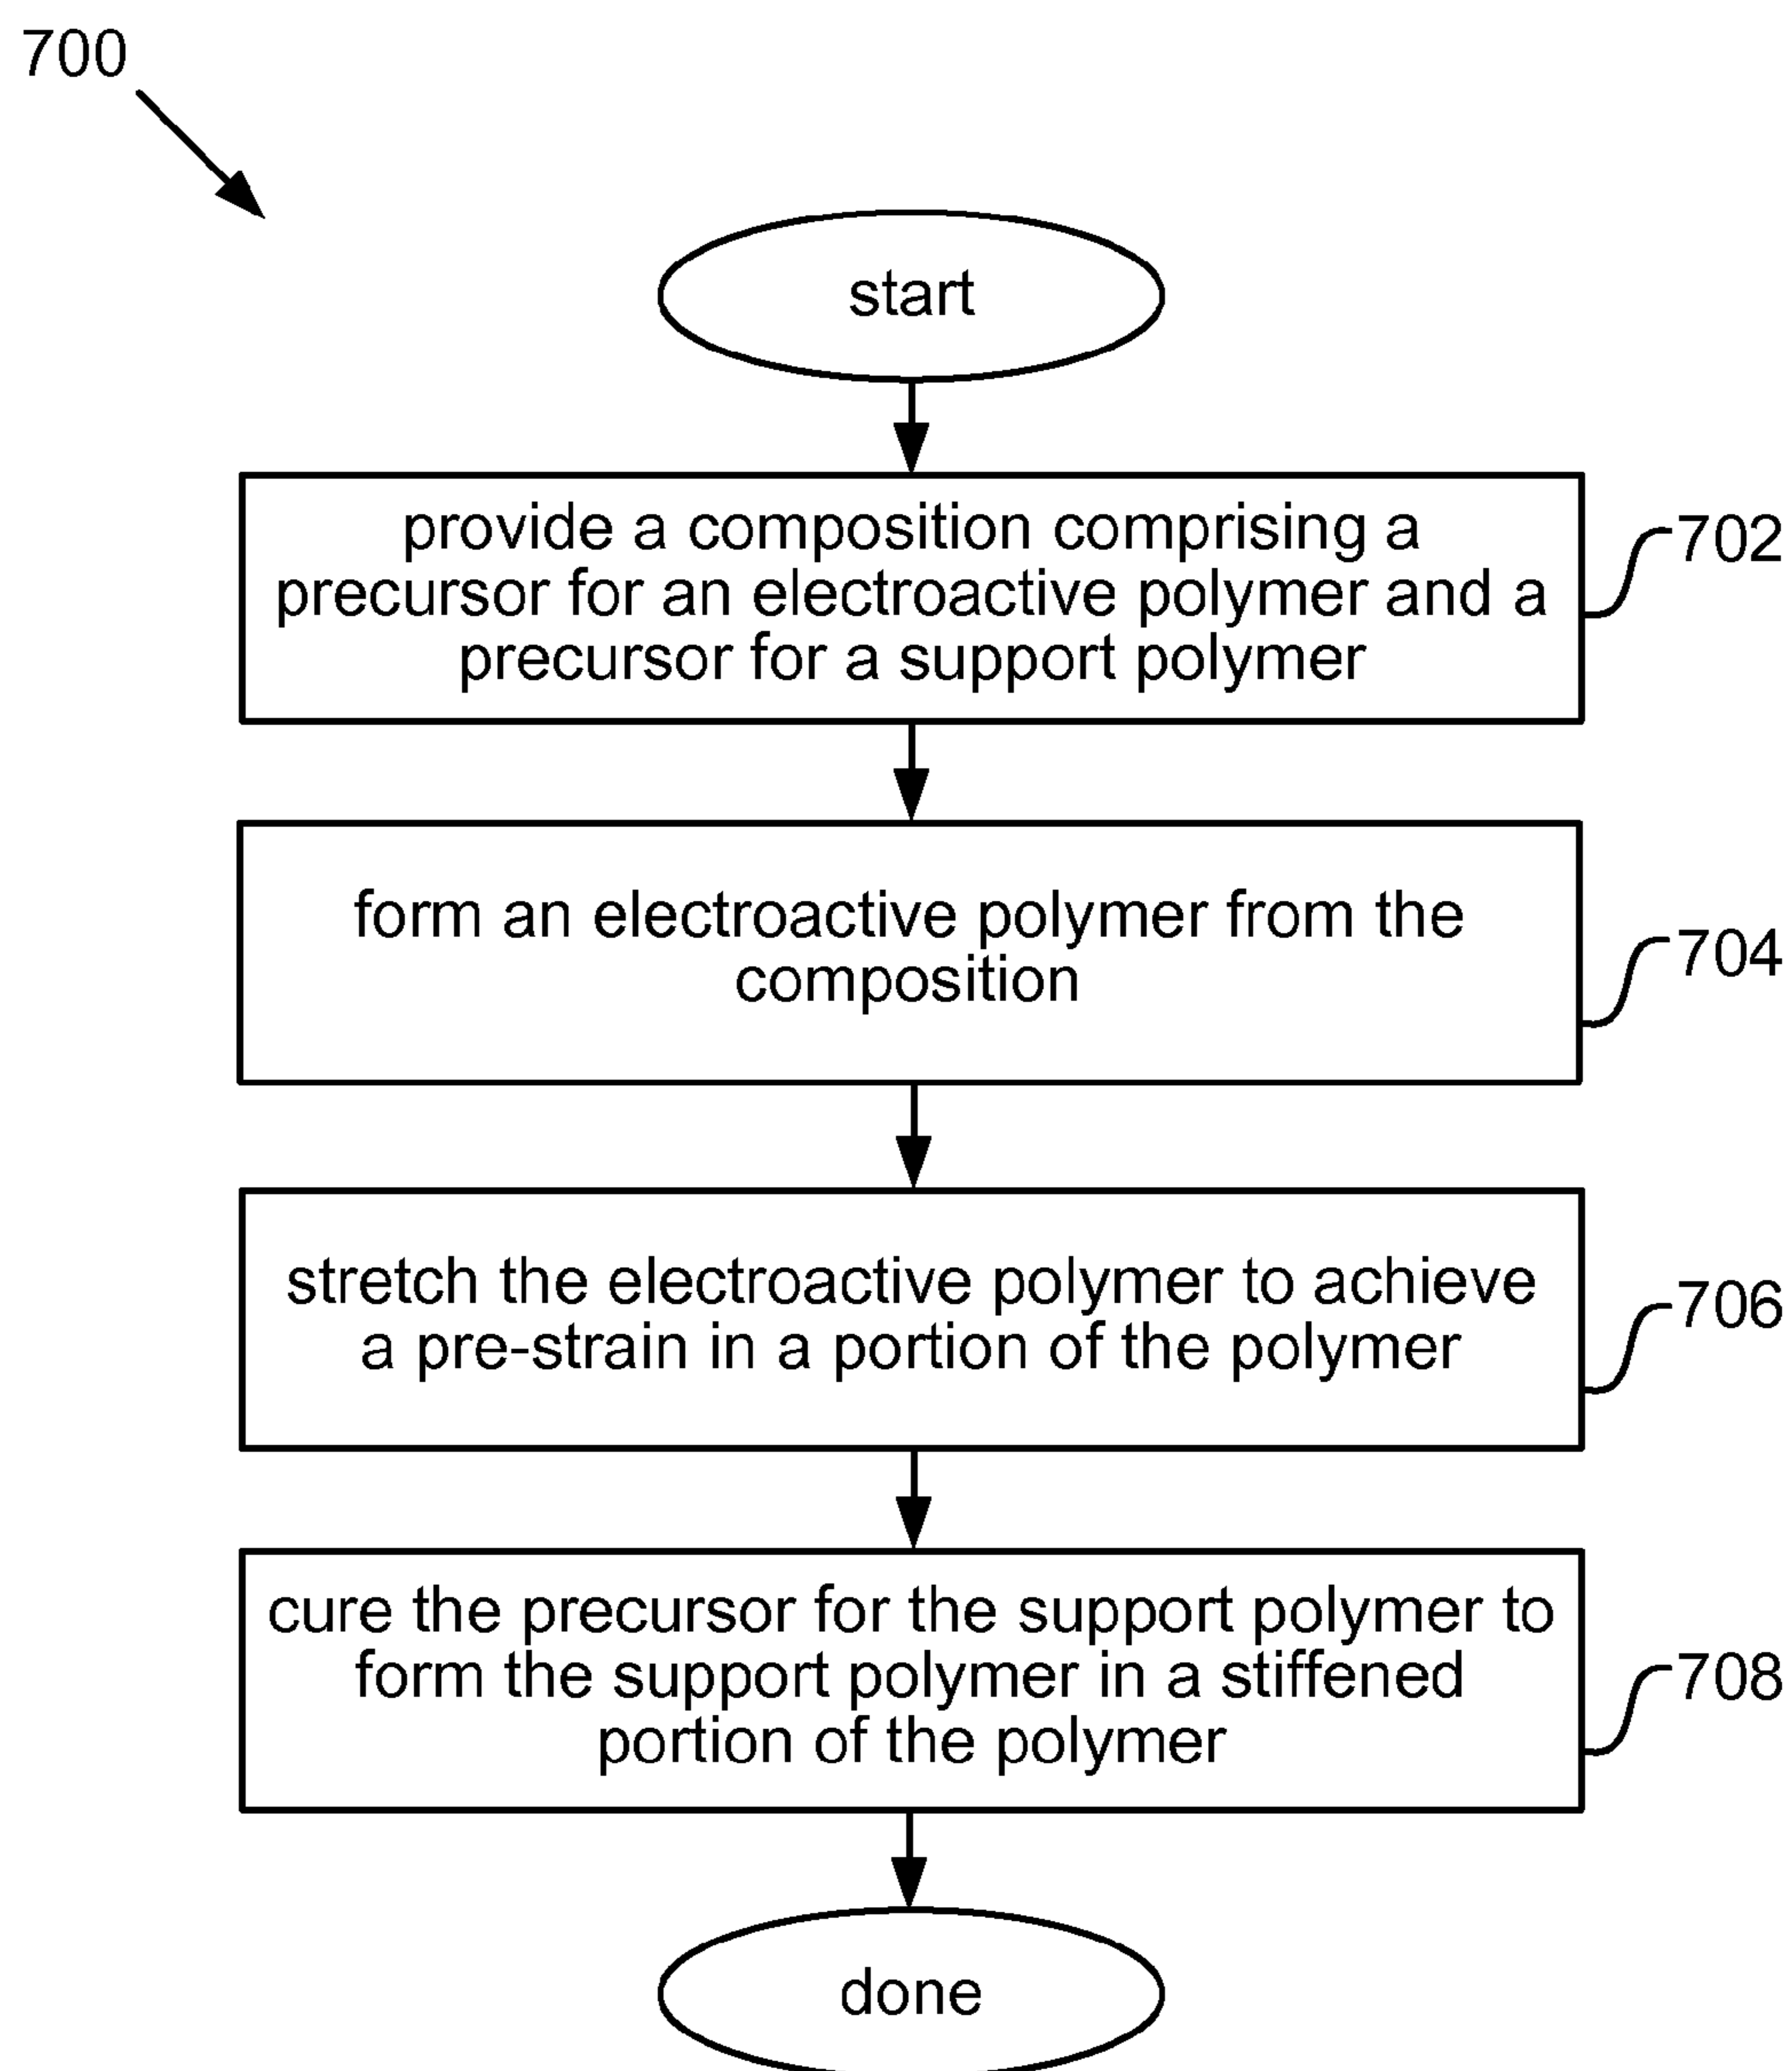 700
start
provide a composition comprising a
precursor for an electroactive polymer and a
precursor for a support polymer
702
form an electroactive polymer from the
composition
704
stretch the electroactive polymer to achieve
a pre-strain in a portion of the polymer
706
cure the precursor for the support polymer to
form the support polymer in a stiffened
portion of the polymer
708
done